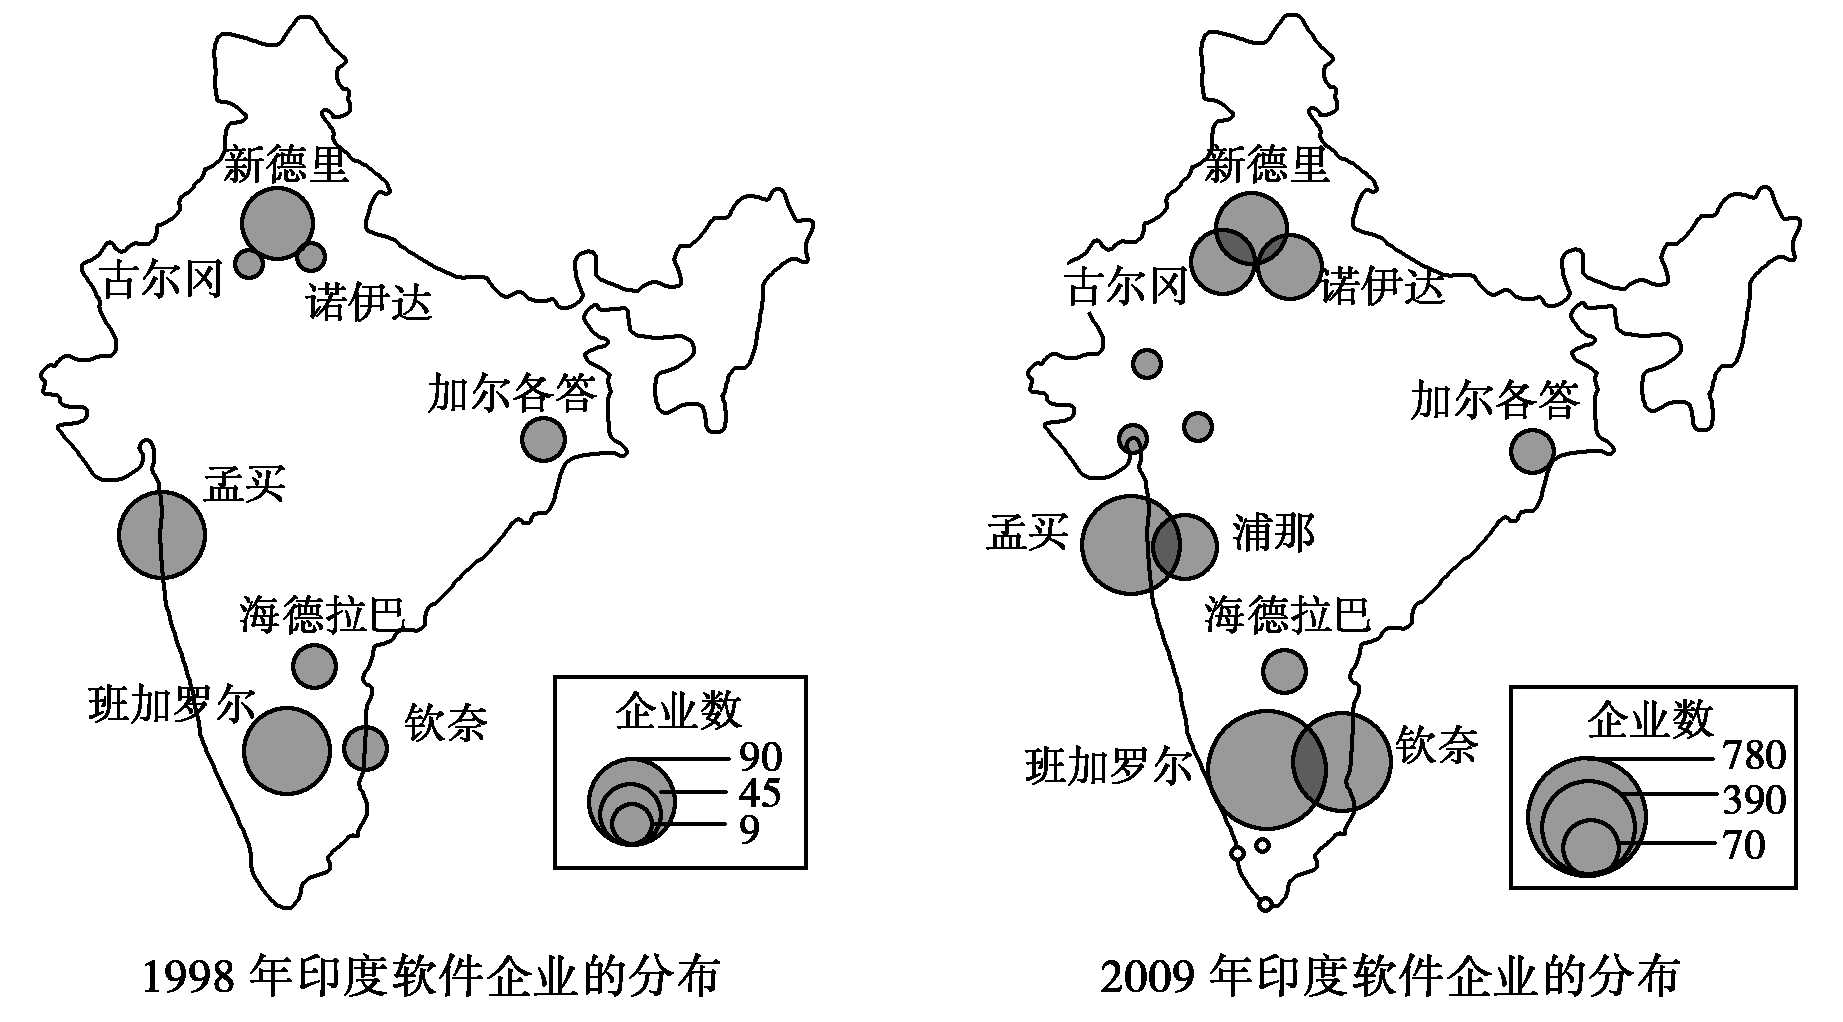 新德里
古尔冈
诺伊达
加尔各答
孟买
海德拉巴
班加罗尔
钦奈
企业数
90
45
9
1998 年印度软件企业的分布
新德里
古尔冈
诺伊达
加尔各答
孟买
浦那
海德拉巴
班加罗尔
钦奈
企业数
780
390
70
2009 年印度软件企业的分布